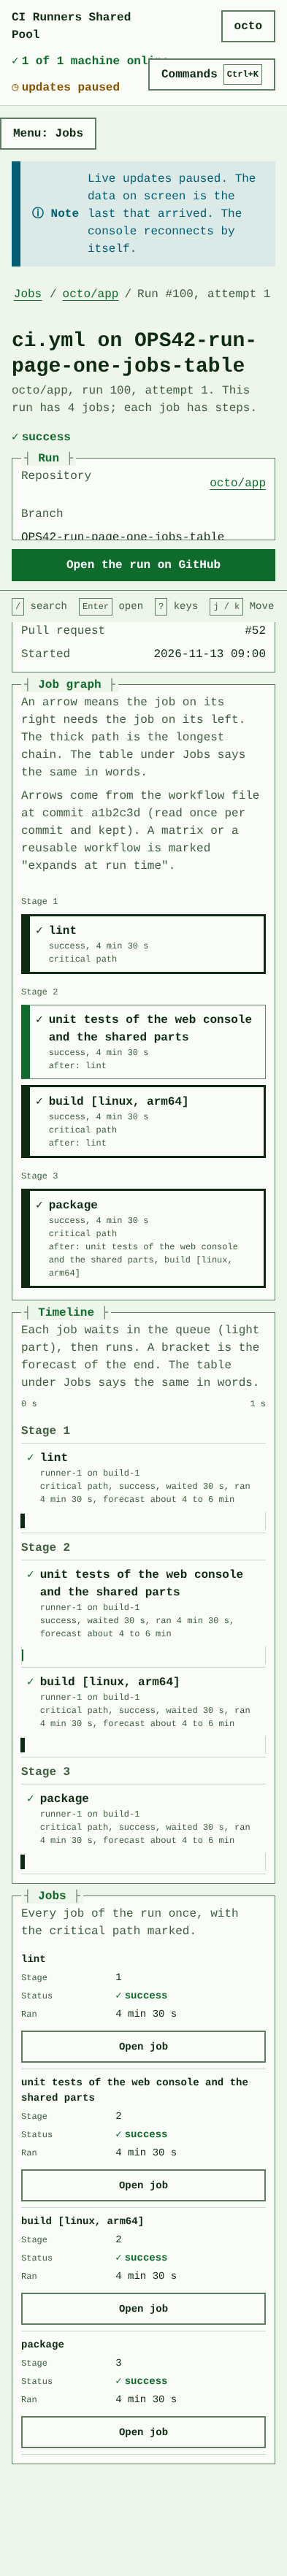 CI Runners Shared
Pool
octo
✓ 1 of 1 machine
◷ updates paused
Commands Ctrl+K
Menu: Jobs
ⓘ Note
Live updates paused. The
data on screen is the
last that arrived. The
console reconnects by
itself.
Jobs / octo/app / Run #100, attempt 1
ci.yml on OPS42-run-
page-one-jobs-table
octo/app, run 100, attempt 1. This
run has 4 jobs; each job has steps.
✓ success
Run
Repository
octo/app
Branch
OPS42-run-page-one-jobs-table
Open the run on GitHub
/ search Enter open ? keys j / k Move
Pull request #52
Started 2026-11-13 09:00
Job graph
An arrow means the job on its
right needs the job on its left.
The thick path is the longest
chain. The table under Jobs says
the same in words.
Arrows come from the workflow file
at commit a1b2c3d (read once per
commit and kept). A matrix or a
reusable workflow is marked
"expands at run time".
Stage 1
✓ lint
success, 4 min 30 s
critical path
Stage 2
✓ unit tests of the web console
and the shared parts
success, 4 min 30 s
after: lint
✓ build [linux, arm64]
success, 4 min 30 s
critical path
after: lint
Stage 3
✓ package
success, 4 min 30 s
critical path
after: unit tests of the web console
and the shared parts, build [linux,
arm64]
Timeline
Each job waits in the queue (light
part), then runs. A bracket is the
forecast of the end. The table
under Jobs says the same in words.
0 s 1 s
Stage 1
✓ lint
runner-1 on build-1
critical path, success, waited 30 s, ran
4 min 30 s, forecast about 4 to 6 min
Stage 2
✓ unit tests of the web console
and the shared parts
runner-1 on build-1
success, waited 30 s, ran 4 min 30 s,
forecast about 4 to 6 min
✓ build [linux, arm64]
runner-1 on build-1
critical path, success, waited 30 s, ran
4 min 30 s, forecast about 4 to 6 min
Stage 3
✓ package
runner-1 on build-1
critical path, success, waited 30 s, ran
4 min 30 s, forecast about 4 to 6 min
Jobs
Every job of the run once, with
the critical path marked.
lint
Stage 1
Status ✓ success
Ran 4 min 30 s
Open job
unit tests of the web console and the
shared parts
Stage 2
Status ✓ success
Ran 4 min 30 s
Open job
build [linux, arm64]
Stage 2
Status ✓ success
Ran 4 min 30 s
Open job
package
Stage 3
Status ✓ success
Ran 4 min 30 s
Open job